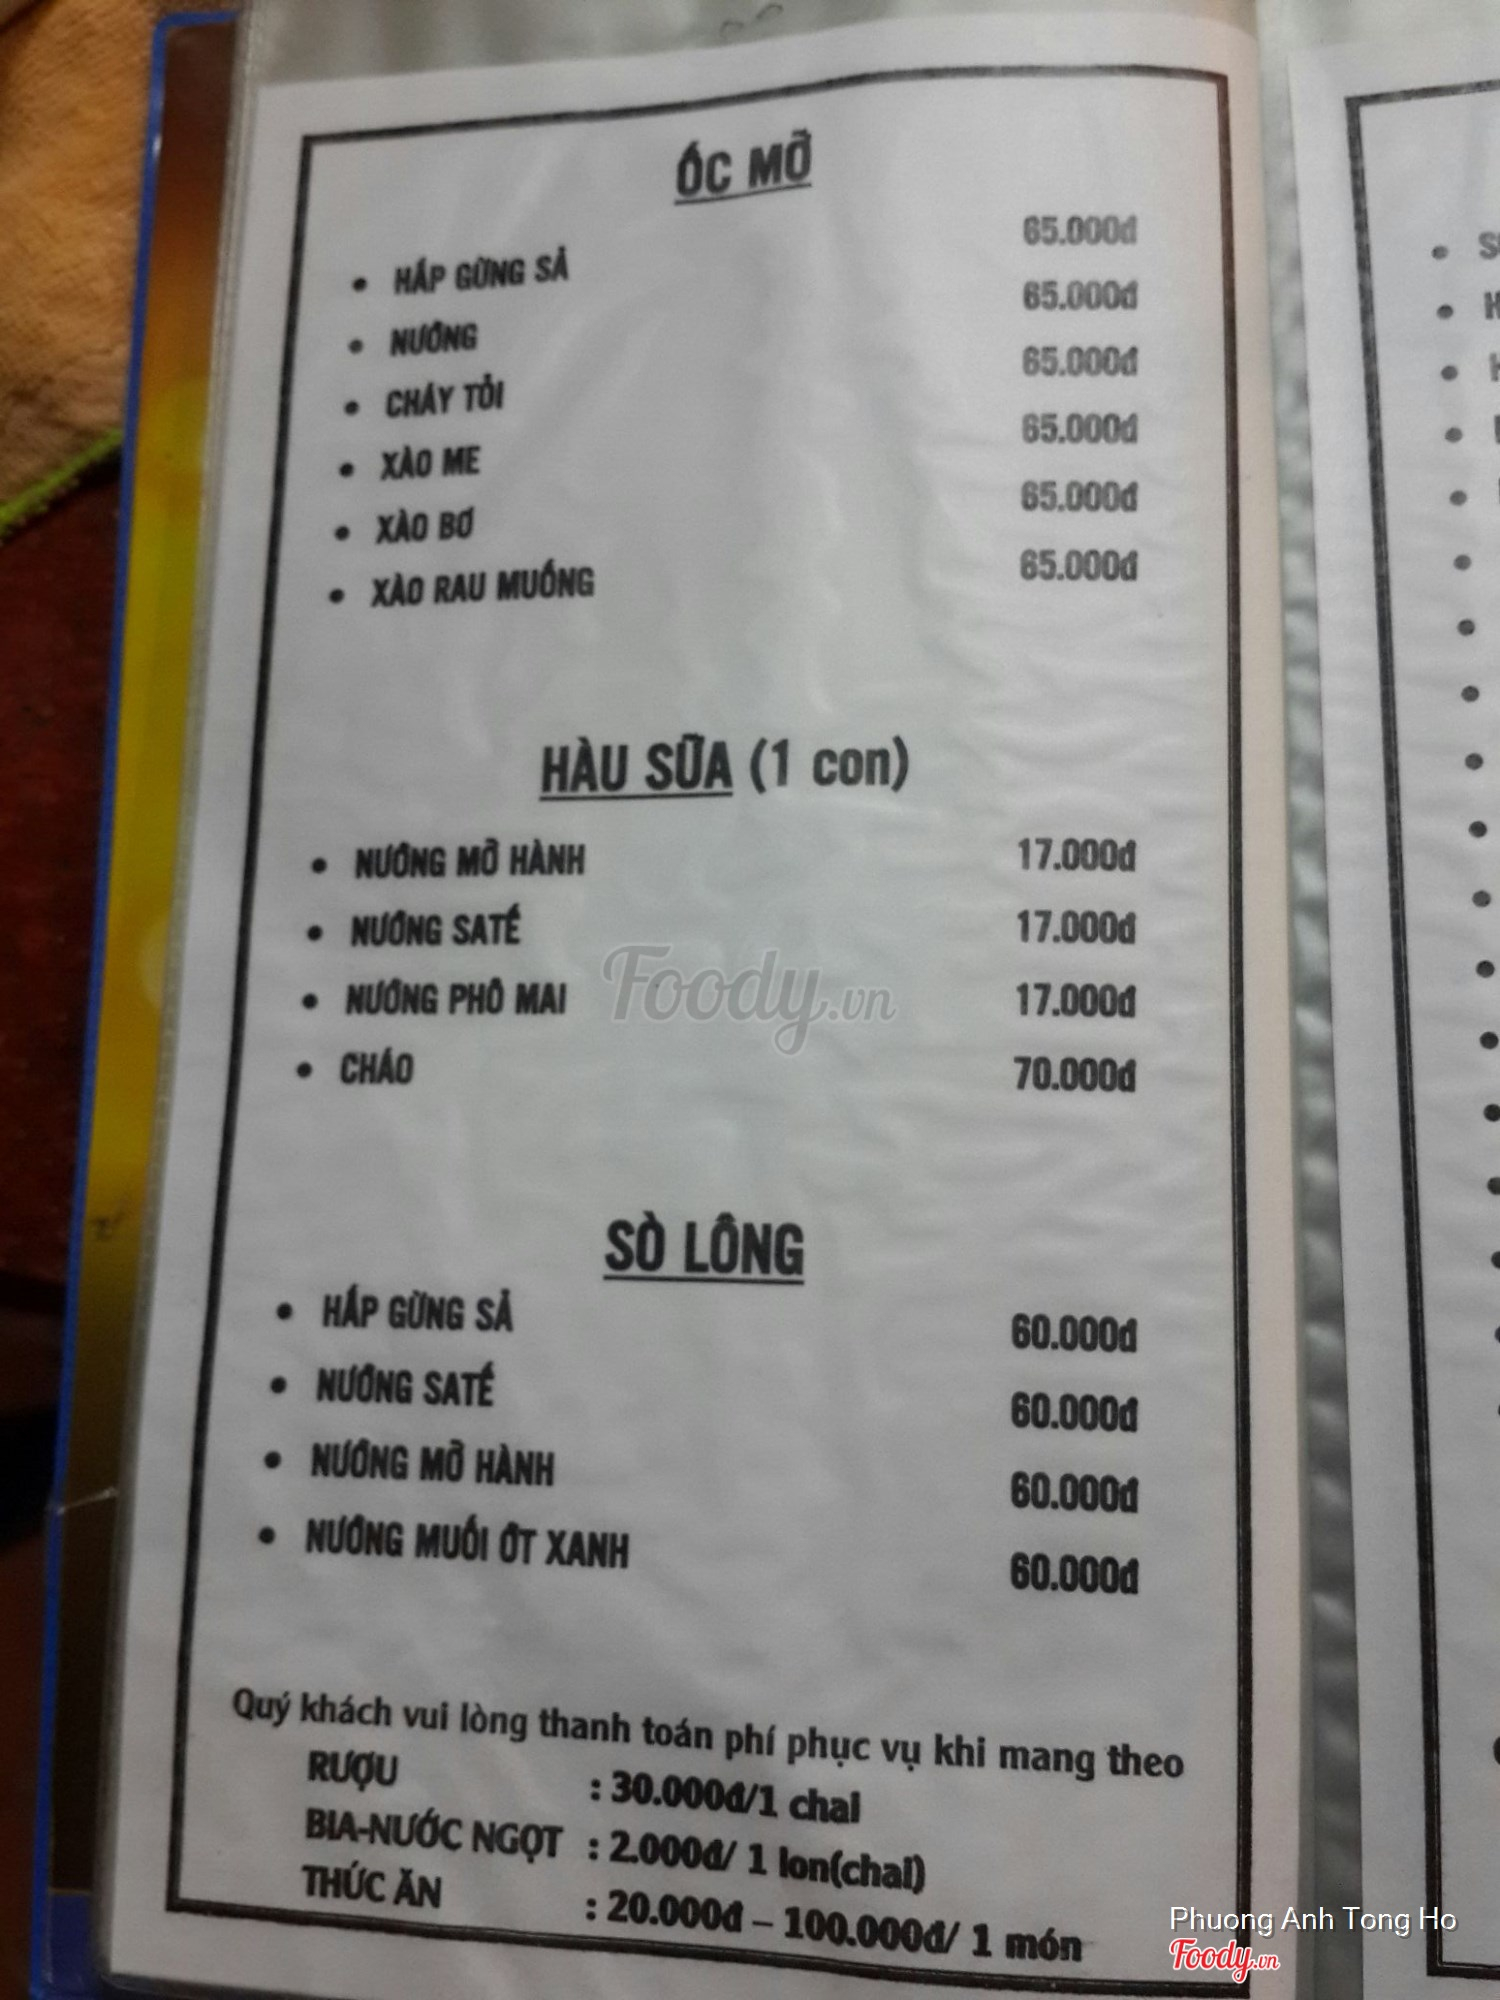 ỐC MỠ
• HẤP GỪNG SẢ 65.000đ
• NƯỚNG 65.000đ
• CHÁY TỎI 65.000đ
• XÀO ME 65.000đ
• XÀO BƠ 65.000đ
• XÀO RAU MUỐNG 65.000đ
HÀU SỮA (1 con)
• NƯỚNG MỠ HÀNH 17.000đ
• NƯỚNG SATẾ 17.000đ
• NƯỚNG PHÔ MAI 17.000đ
• CHÁO 70.000đ
Foody.vn
SÒ LÔNG
• HẤP GỪNG SẢ 60.000đ
• NƯỚNG SATẾ 60.000đ
• NƯỚNG MỠ HÀNH 60.000đ
• NƯỚNG MUỐI ỚT XANH 60.000đ
Quý khách vui lòng thanh toán phí phục vụ khi mang theo
RƯỢU : 30.000đ/1 chai
BIA-NƯỚC NGỌT : 2.000đ/ 1 lon(chai)
THỨC ĂN : 20.000đ – 100.000đ/ 1 món
Phuong Anh Tong Ho
Foody.vn